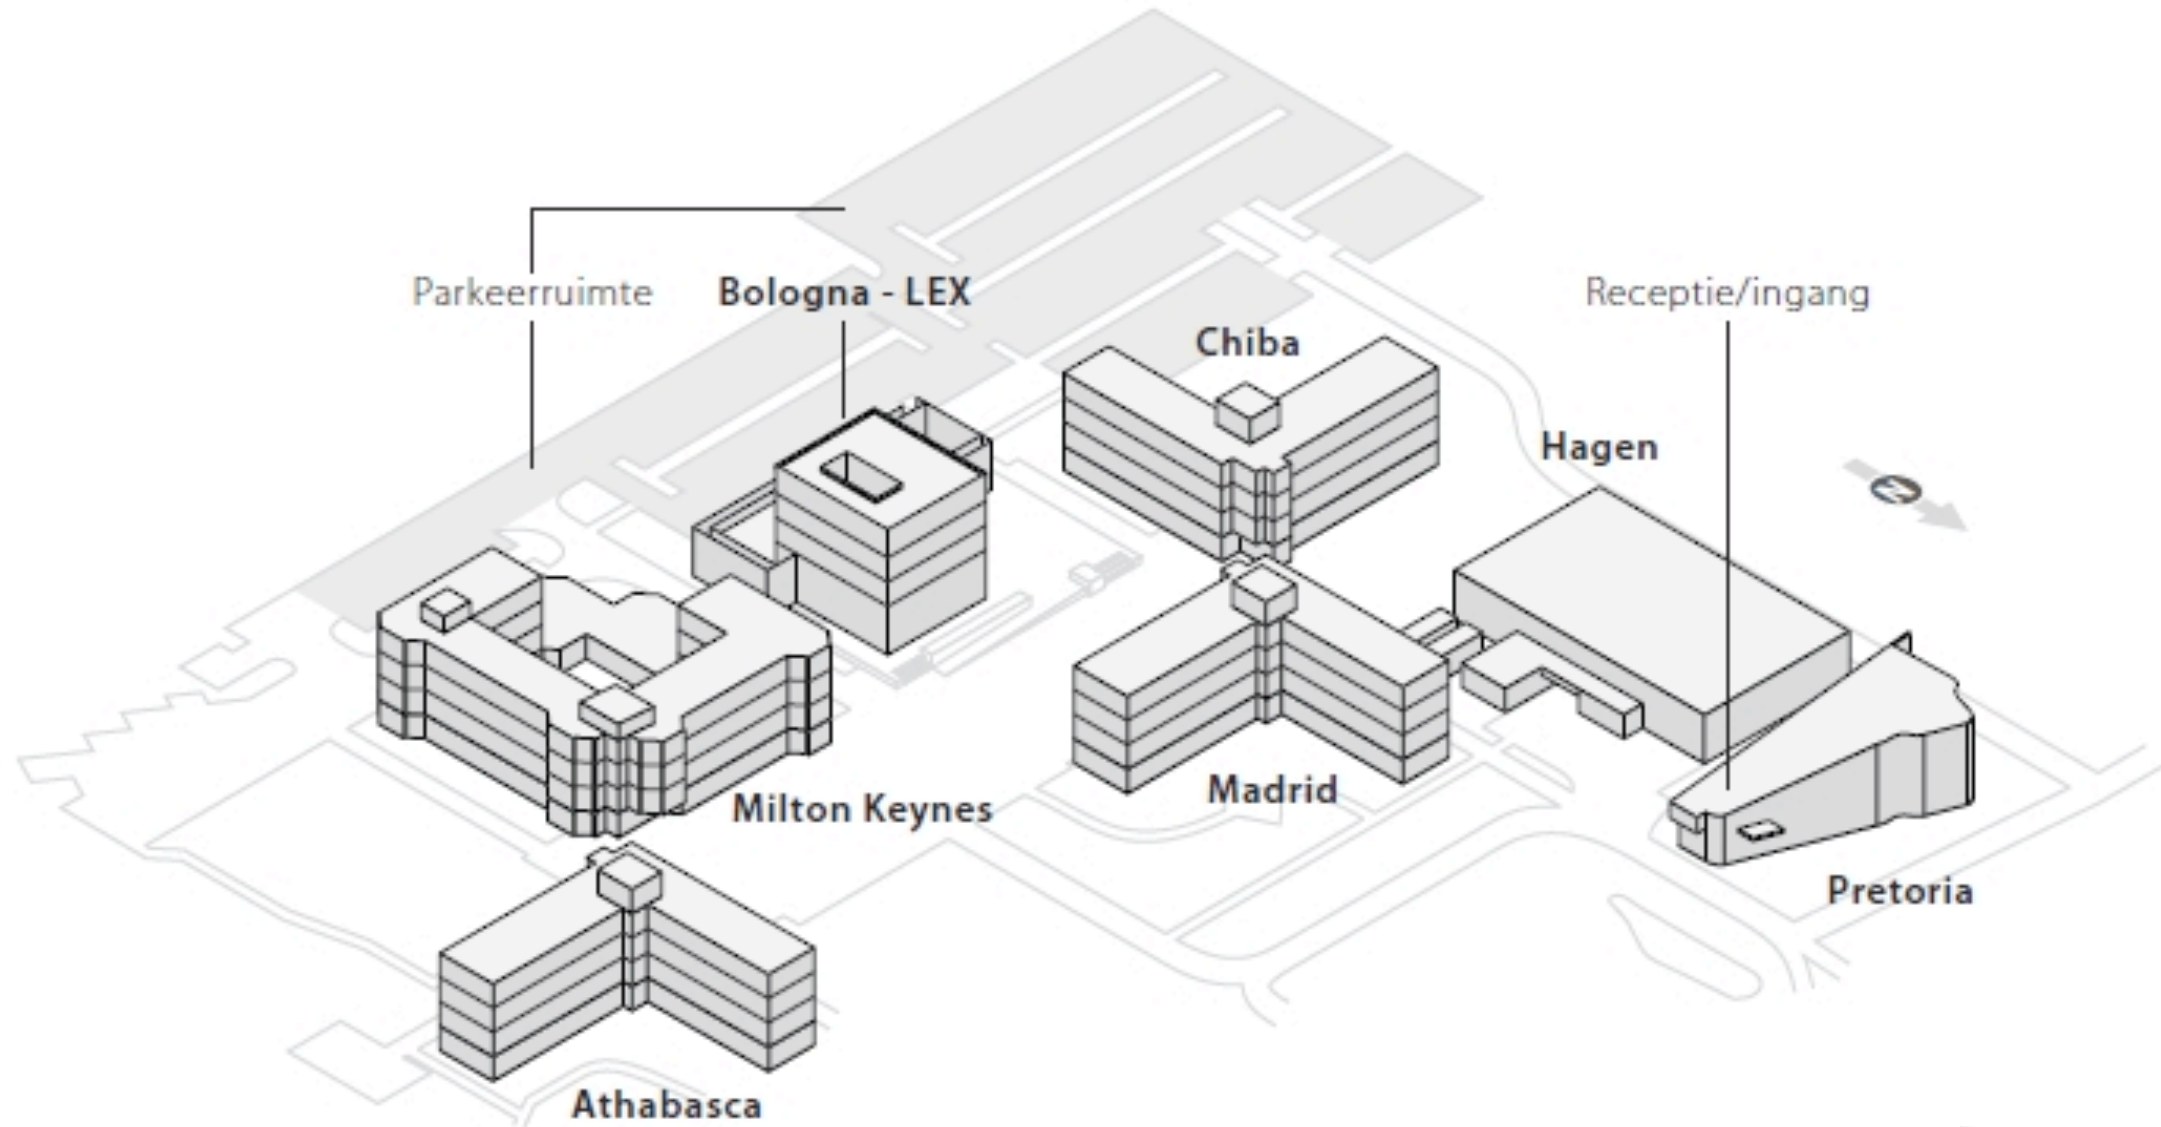 Parkeerruimte
Bologna - LEX
Receptie/ingang
Chiba
Hagen
N
Madrid
Milton Keynes
Pretoria
Athabasca